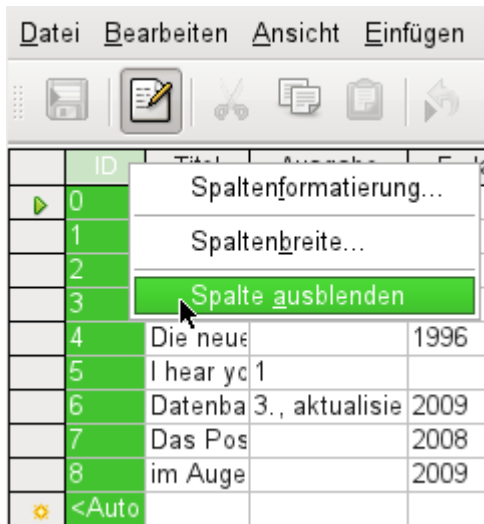 Datei Bearbeiten Ansicht Einfügen
ID
Spaltenformatierung...
Spaltenbreite...
Spalte ausblenden
0
1
2
3
4 Die neue 1996
5 I hear yo 1
6 Datenba 3., aktualisie 2009
7 Das Pos 2008
8 im Auge 2009
<Auto